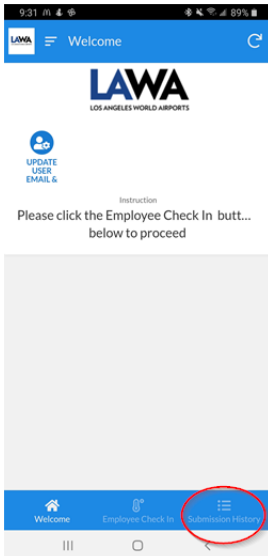 9:31
89%
LAWA
Welcome
LAWA
LOS ANGELES WORLD AIRPORTS
UPDATE
USER
EMAIL &
Instruction
Please click the Employee Check In butt...
below to proceed
Welcome
Employee Check In
Submission History